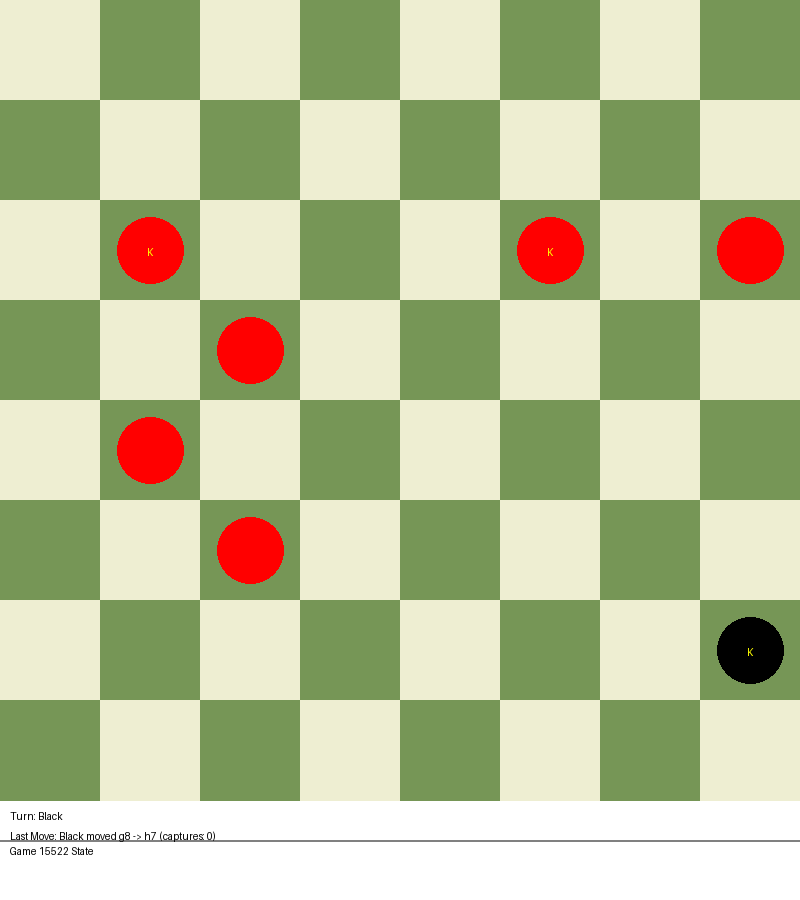 K
K
K
Turn: Black
Last Move: Black moved g8 -> h7 (captures: 0)
Game 15522 State